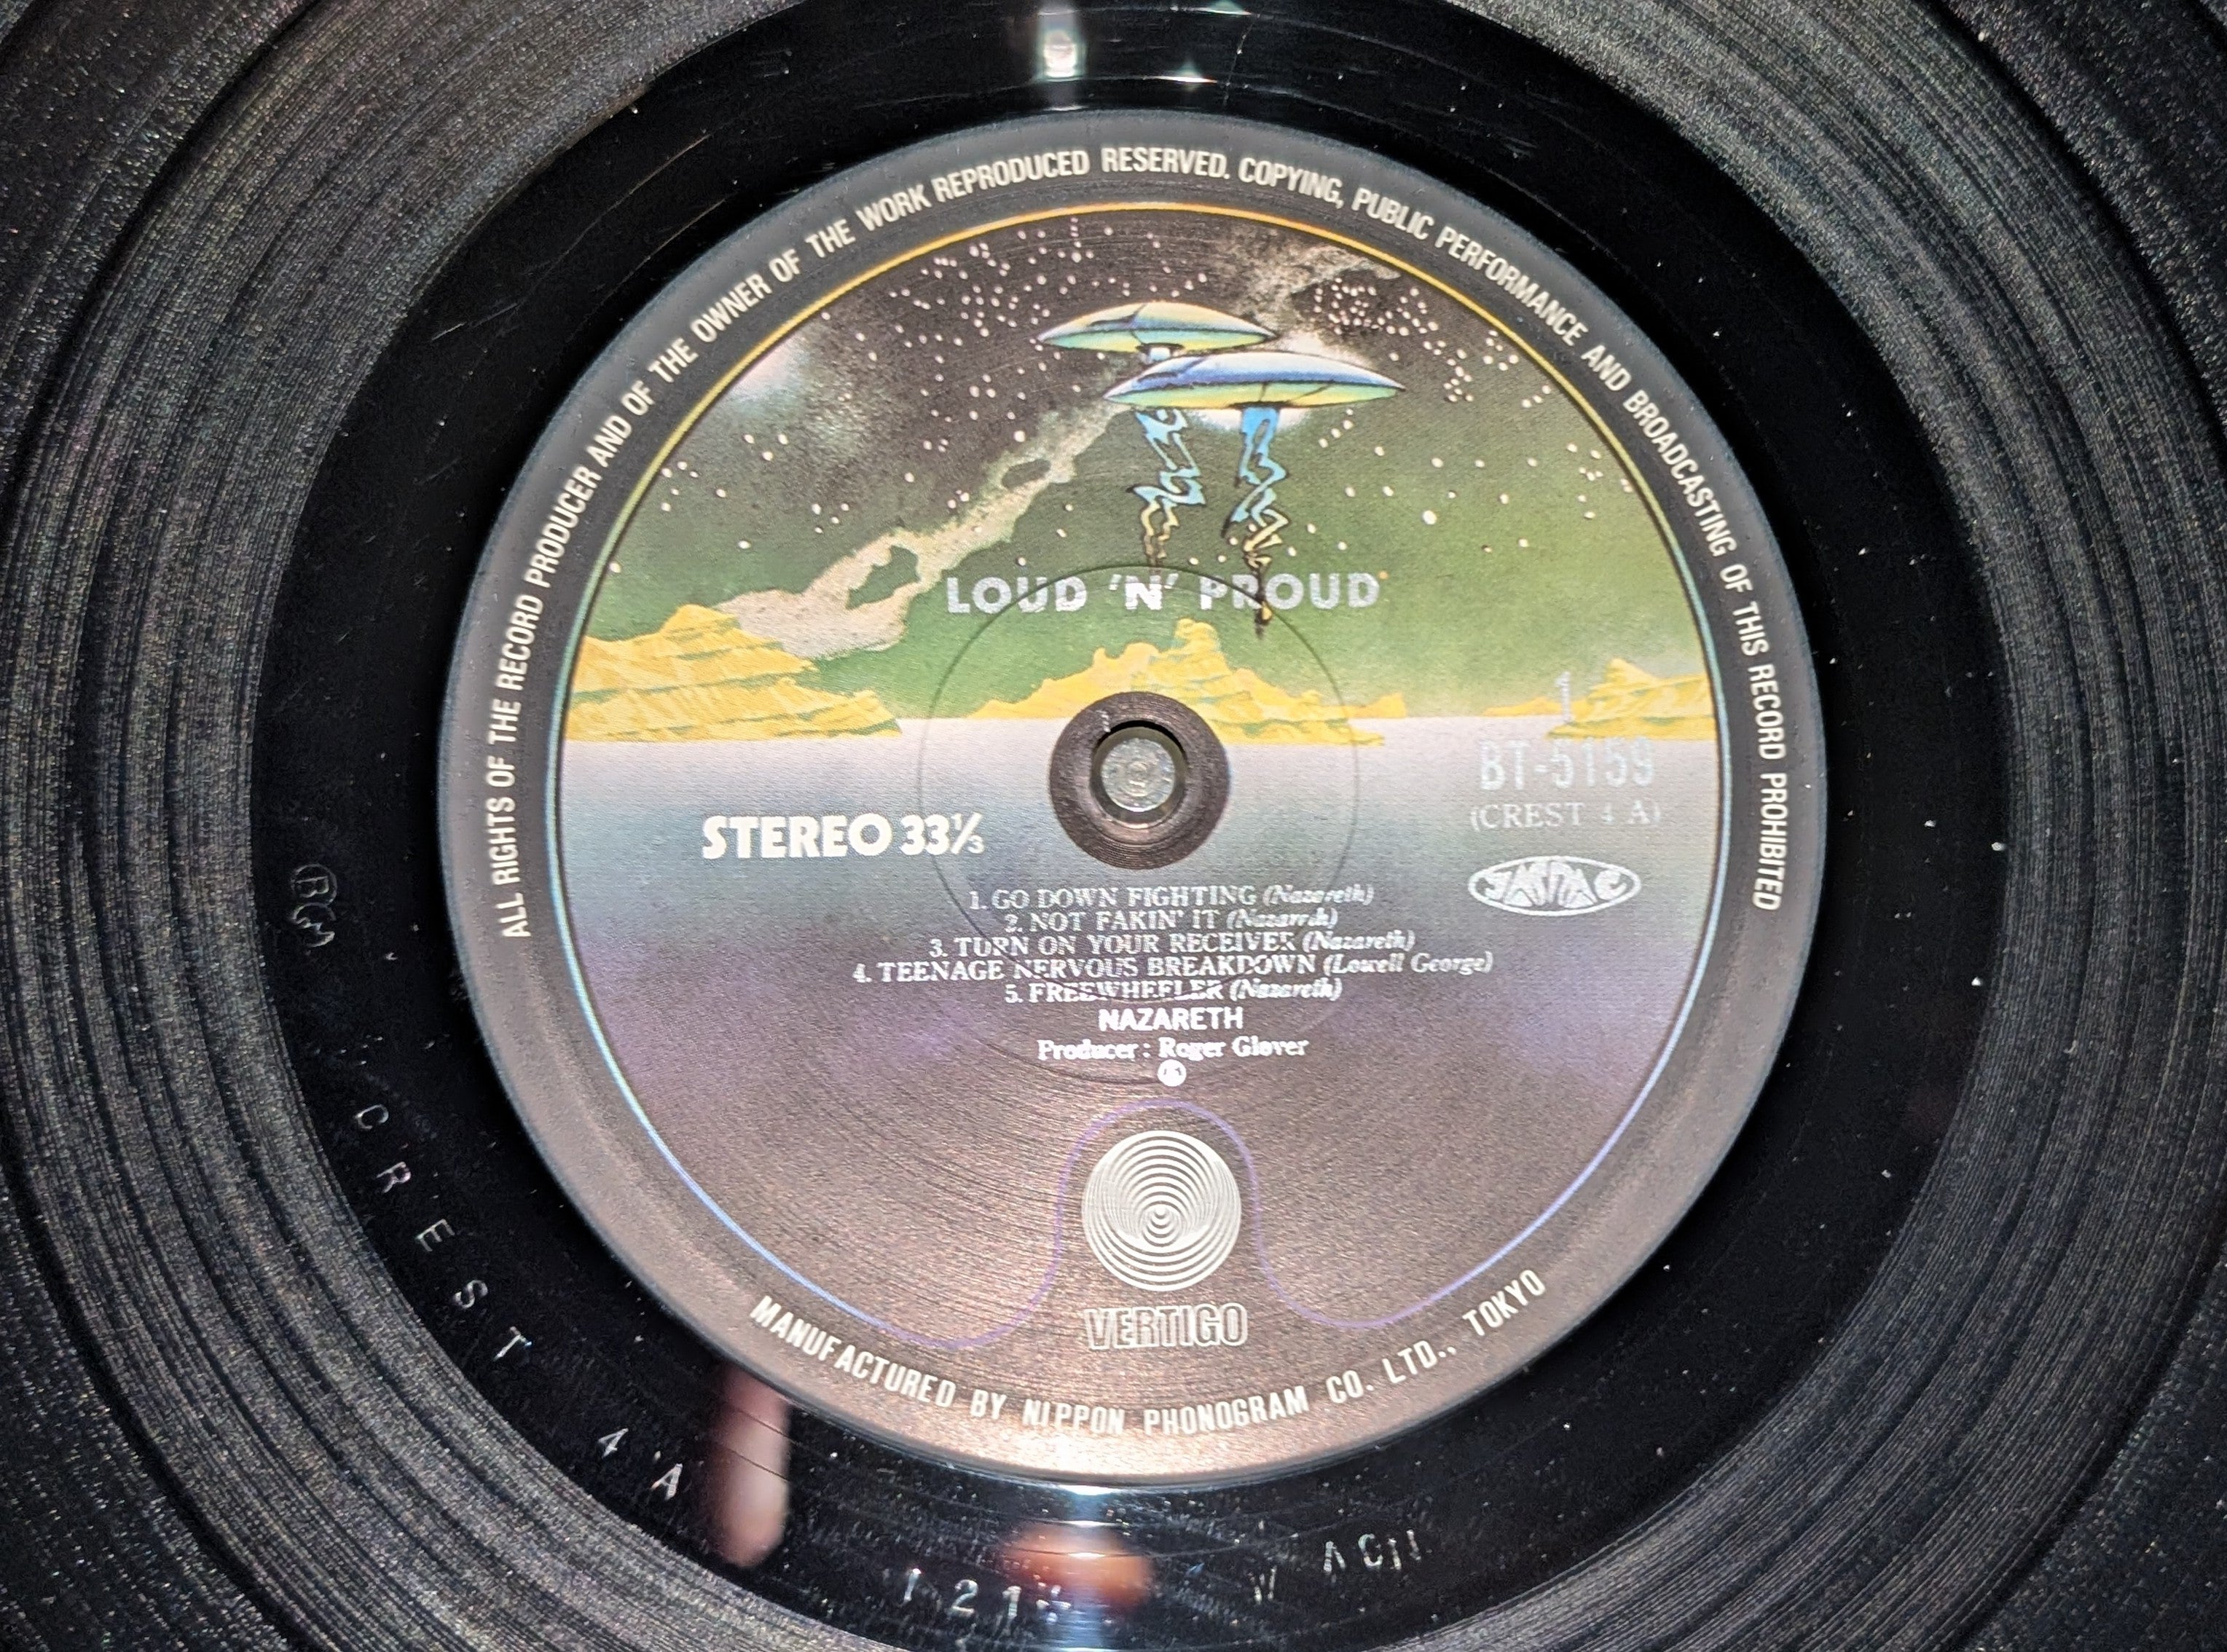 ALL RIGHTS OF THE RECORD PRODUCER AND OF THE OWNER OF THE WORK REPRODUCED RESERVED. COPYING, PUBLIC PERFORMANCE AND BROADCASTING OF THIS RECORD PROHIBITED
LOUD 'N' PROUD
1
BT-5159
(CREST 4 A)
STEREO 33⅓
1. GO DOWN FIGHTING (Nazareth)
2. NOT FAKIN' IT (Nazareth)
3. TURN ON YOUR RECEIVER (Nazareth)
4. TEENAGE NERVOUS BREAKDOWN (Lowell George)
5. FREEWHEELER (Nazareth)
NAZARETH
Producer: Roger Glover
VERTIGO
MANUFACTURED BY NIPPON PHONOGRAM CO. LTD., TOKYO
CREST 4 A